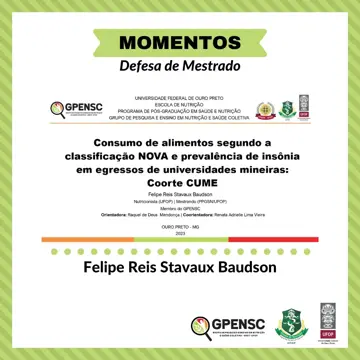 MOMENTOS
Defesa de Mestrado
UNIVERSIDADE FEDERAL DE OURO PRETO
ESCOLA DE NUTRIÇÃO
PROGRAMA DE PÓS-GRADUAÇÃO EM SAÚDE E NUTRIÇÃO
GRUPO DE PESQUISA E ENSINO EM NUTRIÇÃO E SAÚDE COLETIVA
GPENSC
UFOP
Consumo de alimentos segundo a
classificação NOVA e prevalência de insônia
em egressos de universidades mineiras:
Coorte CUME
Felipe Reis Stavaux Baudson
Nutricionista (UFOP) | Mestrando (PPGSN/UFOP)
Membro do GPENSC
Orientadora: Raquel de Deus Mendonça | Coorientadora: Renata Adrielle Lima Vieira
OURO PRETO - MG
2023
Felipe Reis Stavaux Baudson
GPENSC
UFOP